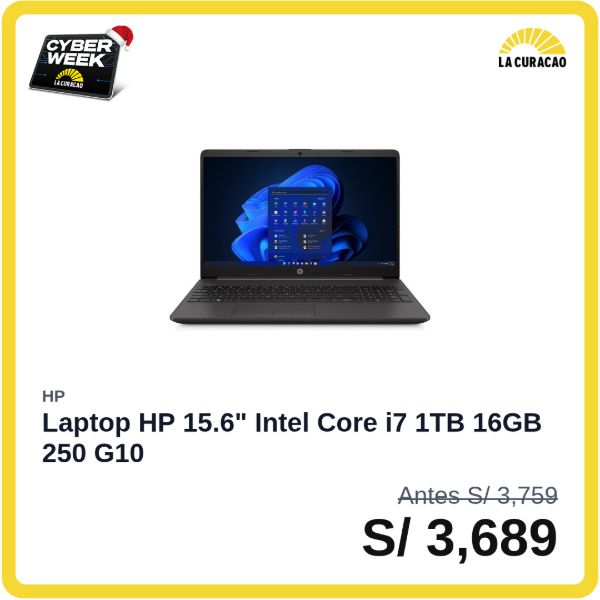 CYBER
WEEK
LA CURACAO
LA CURACAO
HP
Laptop HP 15.6" Intel Core i7 1TB 16GB
250 G10
Antes S/ 3,759
S/ 3,689